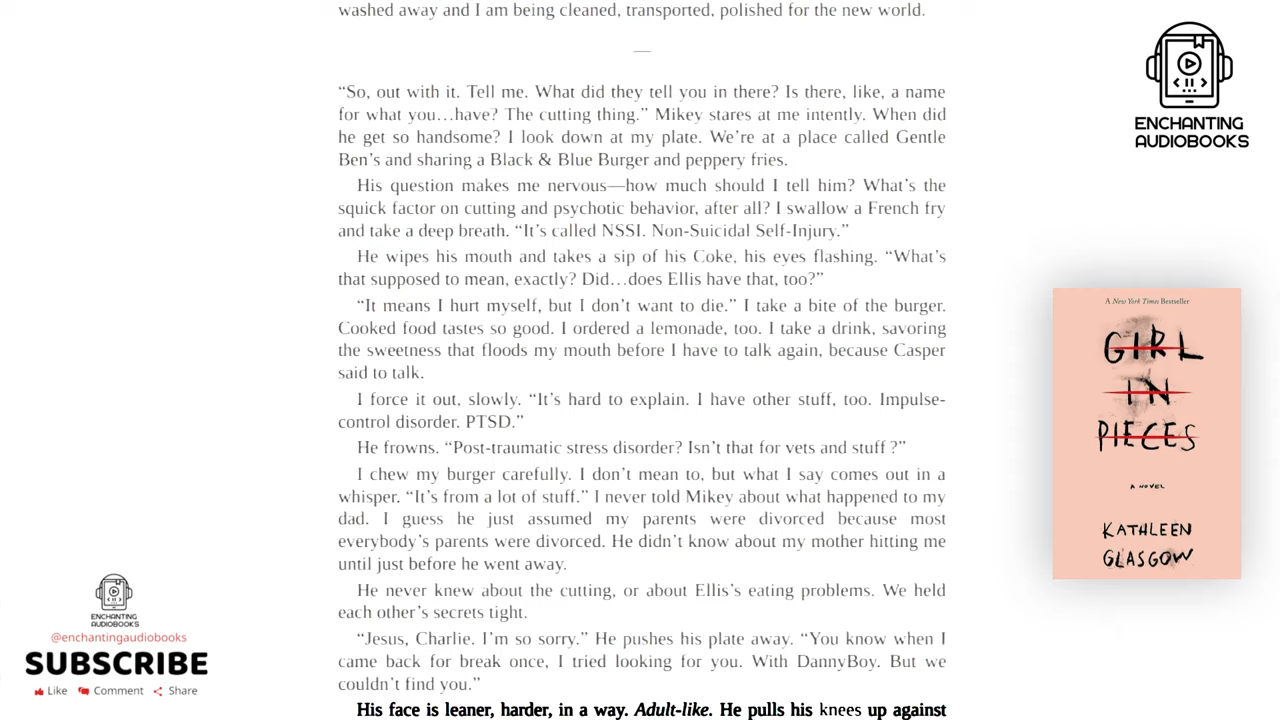 washed away and I am being cleaned, transported, polished for the new world.
—
“So, out with it. Tell me. What did they tell you in there? Is there, like, a name
for what you…have? The cutting thing.” Mikey stares at me intently. When did
he get so handsome? I look down at my plate. We’re at a place called Gentle
Ben’s and sharing a Black & Blue Burger and peppery fries.
His question makes me nervous—how much should I tell him? What’s the
squick factor on cutting and psychotic behavior, after all? I swallow a French fry
and take a deep breath. “It’s called NSSI. Non-Suicidal Self-Injury.”
He wipes his mouth and takes a sip of his Coke, his eyes flashing. “What’s
that supposed to mean, exactly? Did…does Ellis have that, too?”
“It means I hurt myself, but I don’t want to die.” I take a bite of the burger.
Cooked food tastes so good. I ordered a lemonade, too. I take a drink, savoring
the sweetness that floods my mouth before I have to talk again, because Casper
said to talk.
I force it out, slowly. “It’s hard to explain. I have other stuff, too. Impulse-
control disorder. PTSD.”
He frowns. “Post-traumatic stress disorder? Isn’t that for vets and stuff ?”
I chew my burger carefully. I don’t mean to, but what I say comes out in a
whisper. “It’s from a lot of stuff.” I never told Mikey about what happened to my
dad. I guess he just assumed my parents were divorced because most
everybody’s parents were divorced. He didn’t know about my mother hitting me
until just before he went away.
He never knew about the cutting, or about Ellis’s eating problems. We held
each other’s secrets tight.
“Jesus, Charlie. I’m so sorry.” He pushes his plate away. “You know when I
came back for break once, I tried looking for you. With DannyBoy. But we
couldn’t find you.”
His face is leaner, harder, in a way. Adult-like. He pulls his knees up against
ENCHANTING
AUDIOBOOKS
A New York Times Bestseller
GIRL
IN
PIECES
A NOVEL
KATHLEEN
GLASGOW
ENCHANTING
AUDIOBOOKS
@enchantingaudiobooks
SUBSCRIBE
Like Comment Share